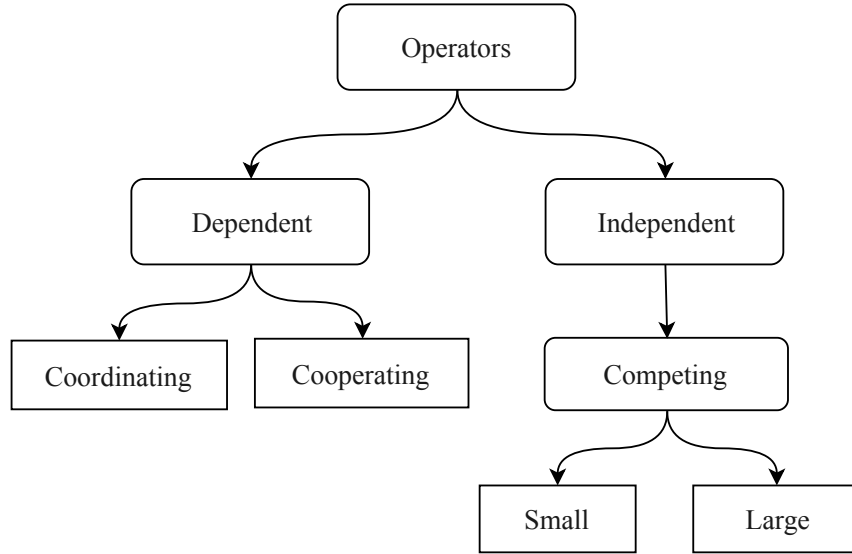 Operators
Dependent
Independent
Coordinating
Cooperating
Competing
Small
Large